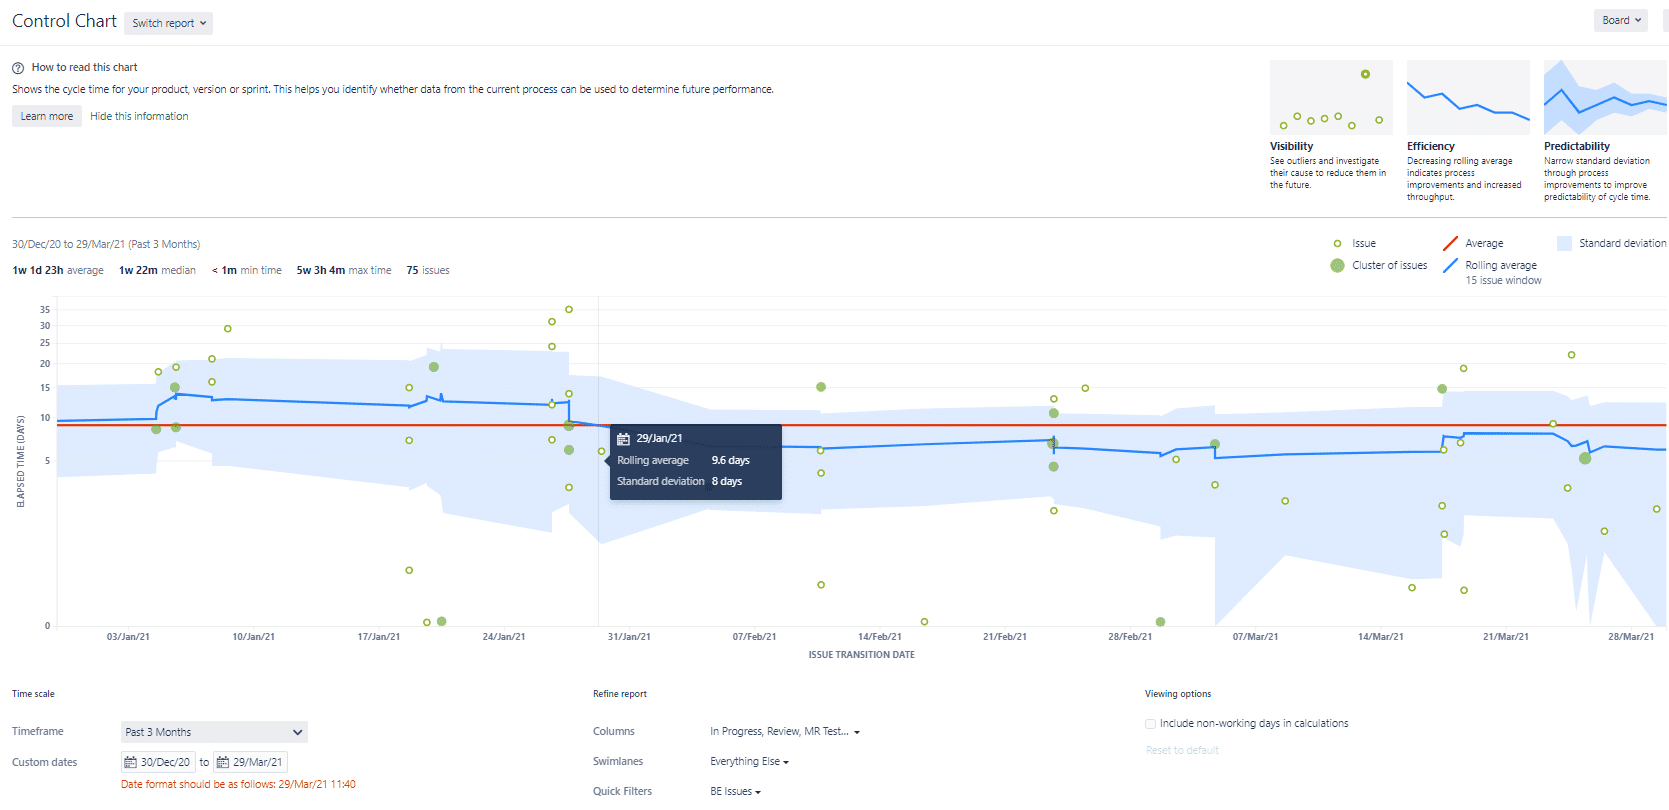 Control Chart
Switch report
Board
How to read this chart
Shows the cycle time for your product, version or sprint. This helps you identify whether data from the current process can be used to determine future performance.
Learn more
Hide this information
Visibility
See outliers and investigate
their cause to reduce them in
the future.
Efficiency
Decreasing rolling average
indicates process
improvements and increased
throughput.
Predictability
Narrow standard deviation
through process
improvements to improve
predictability of cycle time.
30/Dec/20 to 29/Mar/21 (Past 3 Months)
1w 1d 23h average 1w 22m median < 1m min time 5w 3h 4m max time 75 issues
Issue
Cluster of issues
Average
Rolling average
15 issue window
Standard deviation
ELAPSED TIME (DAYS)
35
30
25
20
15
10
5
0
29/Jan/21
Rolling average 9.6 days
Standard deviation 8 days
03/Jan/21 10/Jan/21 17/Jan/21 24/Jan/21 31/Jan/21 07/Feb/21 14/Feb/21 21/Feb/21 28/Feb/21 07/Mar/21 14/Mar/21 21/Mar/21 28/Mar/21
ISSUE TRANSITION DATE
Time scale
Timeframe Past 3 Months
Custom dates 30/Dec/20 to 29/Mar/21
Date format should be as follows: 29/Mar/21 11:40
Refine report
Columns In Progress, Review, MR Test...
Swimlanes Everything Else
Quick Filters BE Issues
Viewing options
Include non-working days in calculations
Reset to default